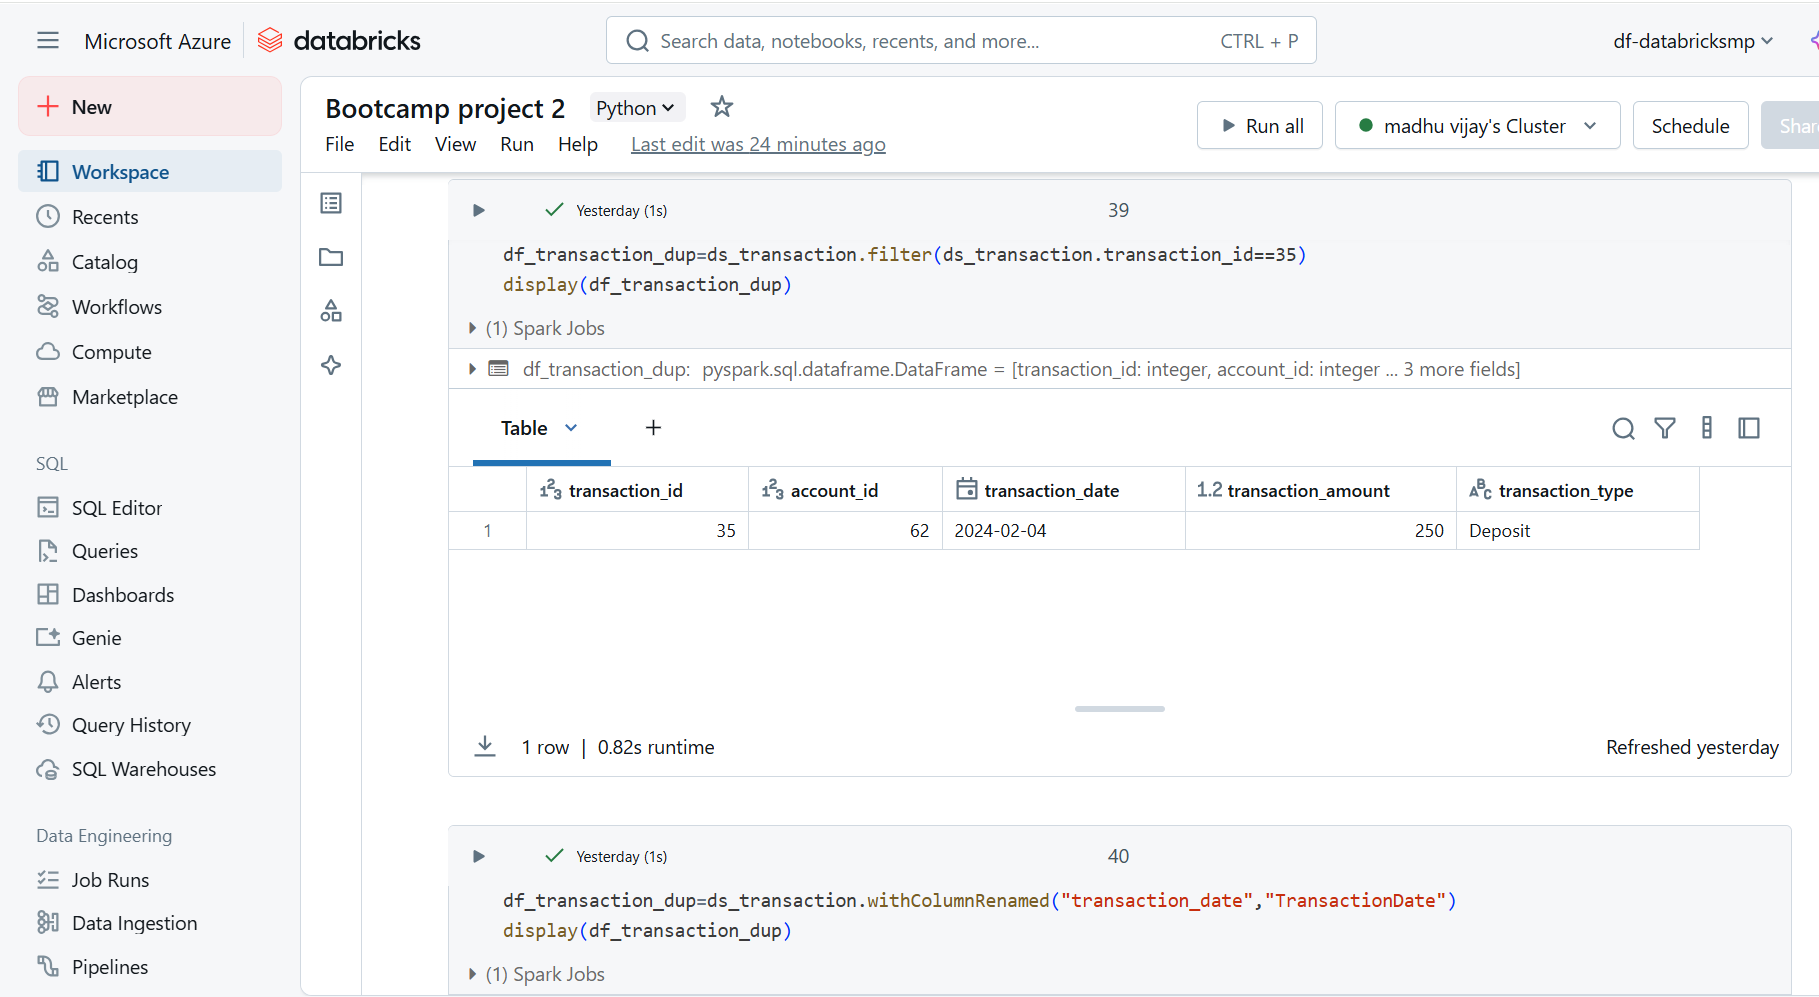 Microsoft Azure databricks
Search data, notebooks, recents, and more... CTRL + P
df-databricksmp
New
Workspace
Recents
Catalog
Workflows
Compute
Marketplace
SQL
SQL Editor
Queries
Dashboards
Genie
Alerts
Query History
SQL Warehouses
Data Engineering
Job Runs
Data Ingestion
Pipelines
Bootcamp project 2 Python
File Edit View Run Help Last edit was 24 minutes ago
Run all madhu vijay's Cluster Schedule
Yesterday (1s) 39
df_transaction_dup=ds_transaction.filter(ds_transaction.transaction_id==35)
display(df_transaction_dup)
(1) Spark Jobs
df_transaction_dup: pyspark.sql.dataframe.DataFrame = [transaction_id: integer, account_id: integer ... 3 more fields]
Table +
123 transaction_id 123 account_id transaction_date 1.2 transaction_amount ABC transaction_type
1 35 62 2024-02-04 250 Deposit
1 row | 0.82s runtime Refreshed yesterday
Yesterday (1s) 40
df_transaction_dup=ds_transaction.withColumnRenamed("transaction_date","TransactionDate")
display(df_transaction_dup)
(1) Spark Jobs